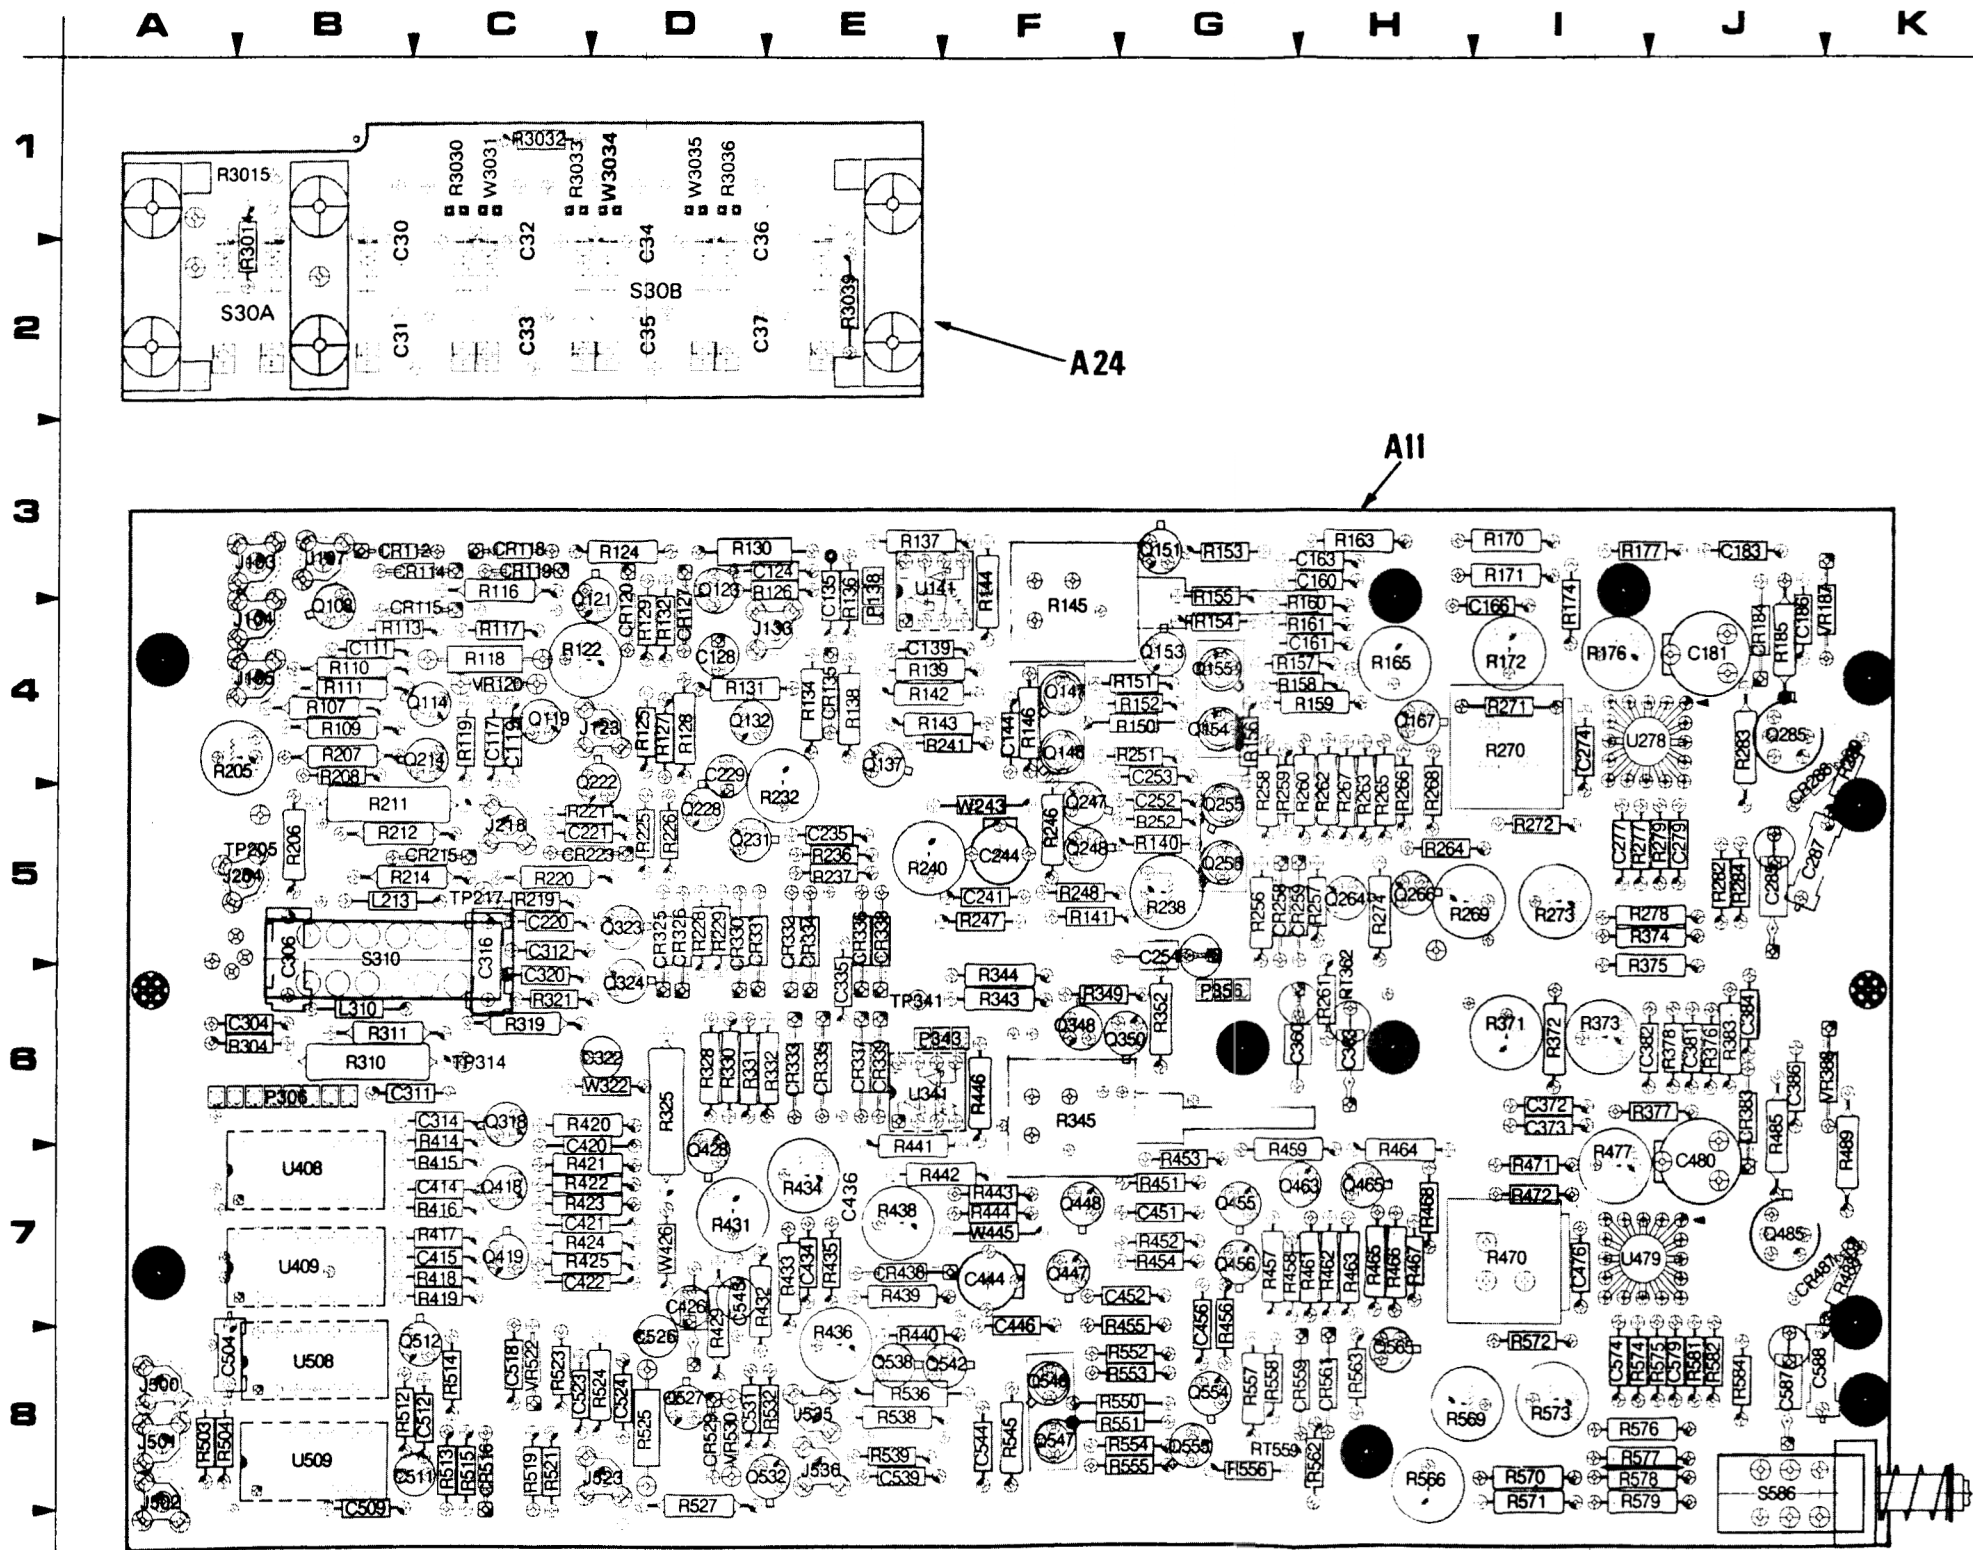 A B C D E F G H I J K
1
2
3
4
5
6
7
8
R3032
R3030 W3031 R3033 W3034 W3035 R3036
R3015
R3014
C30 C32 C34 C36
S30A S30B R3039
C31 C33 C35 C37
A24
A11
J103 J107 CR112 CR118 R124 R130 R137 Q151 R153 R163 R170 R177 C183
CR114 CR119 C124 C163
R116 Q121 CR120 R129 R132 CR127 Q123 R126 C135 R136 P138 U141 R144 R145 R155 C160 R171 R174
J104 Q108 CR115 J133 R160 C166 CR184 R185 C185 VR187
R113 R117 R154 R161
C111 R118 R122 C128 C139 Q153 C161 R165 R172 R176 C181
R110 R139 Q155 R157
J105 R111 VR120 R131 R134 CR135 R138 R142 Q147 R151 R158
R107 Q114 R152 R159
R109 R119 C117 C119 Q119 J123 R125 R127 R128 Q132 R143 C144 R146 R150 Q154 R156 Q167 R271 U278 R283 Q285
R205 R207 Q214 R241 Q148 R251 R270 C274
R208 Q222 C229 R232 Q137 C253 R258 R259 R260 R262 R267 R263 R265 R266 R268 CR286
R211 Q228 W243 R246 Q247 C252 Q255
R206 R212 J218 R221 C221 R225 R226 Q231 C235 R252 R272 C277 R277 R279 C279 C287
TP205 CR215 CR223 R236 R240 C244 Q248 R140 R264
J204 R214 R220 R237 R282 R284
L213 TP217 R219 C241 R248 R238 R256 CR258 CR259 R257 Q264 R274 Q266 R269 R273
C306 S310 C316 C220 Q323 CR325 CR326 R228 R229 CR330 CR331 CR332 CR334 CR336 CR338 R247 R141 R278
C312 C254 R374
C320 Q324 C335 R344 R375
L310 R321 TP341 R343 R349 R352 P356 R261 RT362
C304 R311 R319 Q348 Q350 C360 C363 R371 R372 R373 C382 R378 C381 R376 R383 C384
R304 P343
R310 TP314 R328 R330 R331 R332 CR333 CR335 CR337 CR339 U341 R446
W322 R325 C386 VR388
P306 C311 R345 C372 R377 CR383 R485 R489
C314 Q318 R420 C373
R414 C420 Q428 R441 R459 R464 R477 C480
U408 R415 R421 R434 R442 R453 R471
C414 Q418 R422 C436 R443 R451 Q463 Q465 R468 R472
R416 R423 R431 R438 R444 Q448 C451 Q455
R417 C421 W445 Q485
U409 C415 Q419 R424 W426 R433 C434 R435 R452 R457 R458 R461 R462 R463 R465 R466 R467 R470 C476 U479
R418 R425 CR438 C444 Q447 R454 Q456 CR487 R488
R419 C422 C426 R429 R432 R439 C452
C504 U508 Q512 C526 R436 R440 C446 R455 C456 R456 Q565 R572
J500 R514 C518 VR522 R523 Q538 Q542 R552 C574 R574 R575 C579 R581 R582 R584 C587 C588
C523 R524 C524 Q546 R553 Q554 R557 R558 CR559 CR561 R563
R512 C512 R525 Q527 CR529 VR530 C531 R532 J535 R536 R550 R569 R573
J501 R503 R504 R538 C544 R545 R551 R576
U509 Q511 R513 R515 CR516 R519 R521 J523 Q532 J536 R539 Q547 R554 Q555 RT559 R562 R577
C539 R555 R556 R566 R570 R578
J502 C509 R527 R571 R579 S586